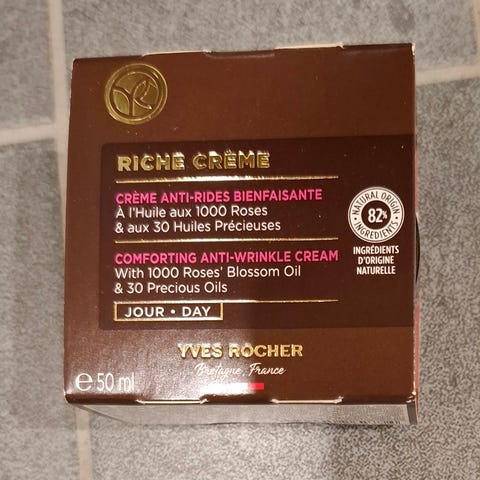 RICHE CRÈME
CRÈME ANTI-RIDES BIENFAISANTE
À l'Huile aux 1000 Roses
& aux 30 Huiles Précieuses
COMFORTING ANTI-WRINKLE CREAM
With 1000 Roses' Blossom Oil
& 30 Precious Oils
JOUR • DAY
NATURAL ORIGIN
82%
INGREDIENTS
INGRÉDIENTS
D'ORIGINE
NATURELLE
YVES ROCHER
Bretagne, France
℮ 50 ml